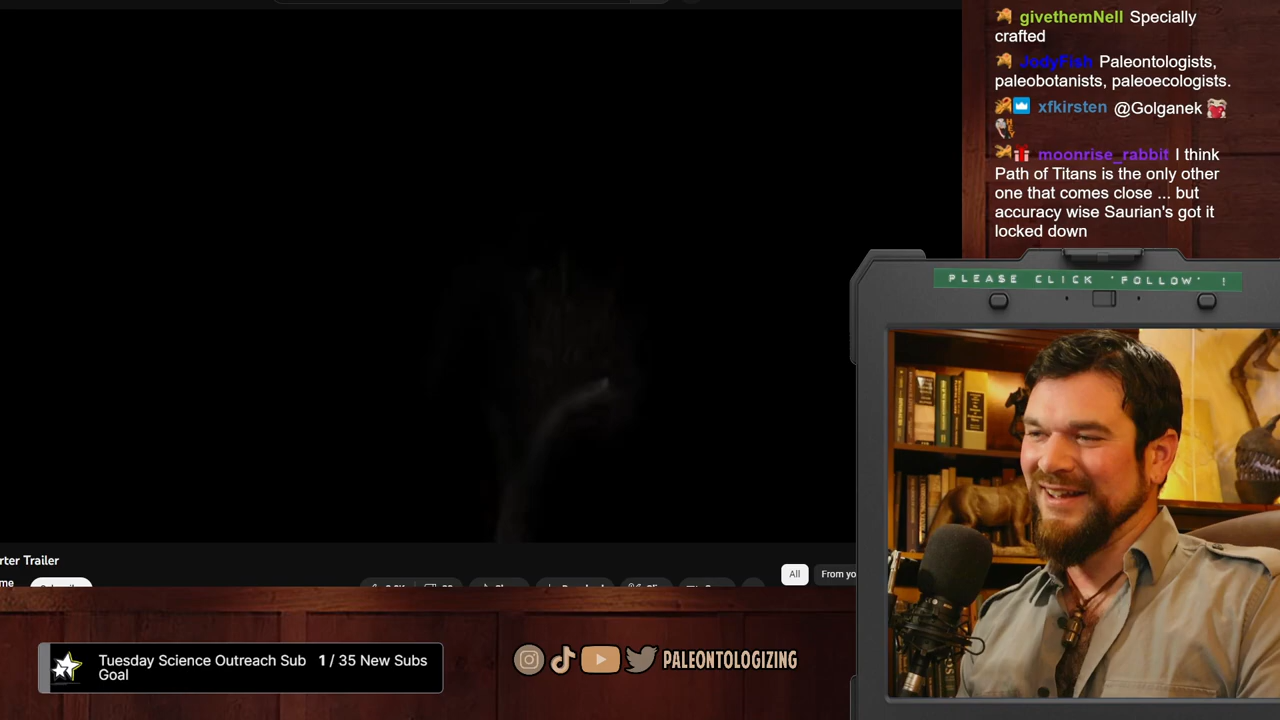 givethemNell Specially
crafted
JodyFish Paleontologists,
paleobotanists, paleoecologists.
xfkirsten @Golganek
moonrise_rabbit I think
Path of Titans is the only other
one that comes close ... but
accuracy wise Saurian's got it
locked down
PLEASE CLICK 'FOLLOW' !
rter Trailer
me
All
From yo
Tuesday Science Outreach Sub 1 / 35 New Subs
Goal
PALEONTOLOGIZING